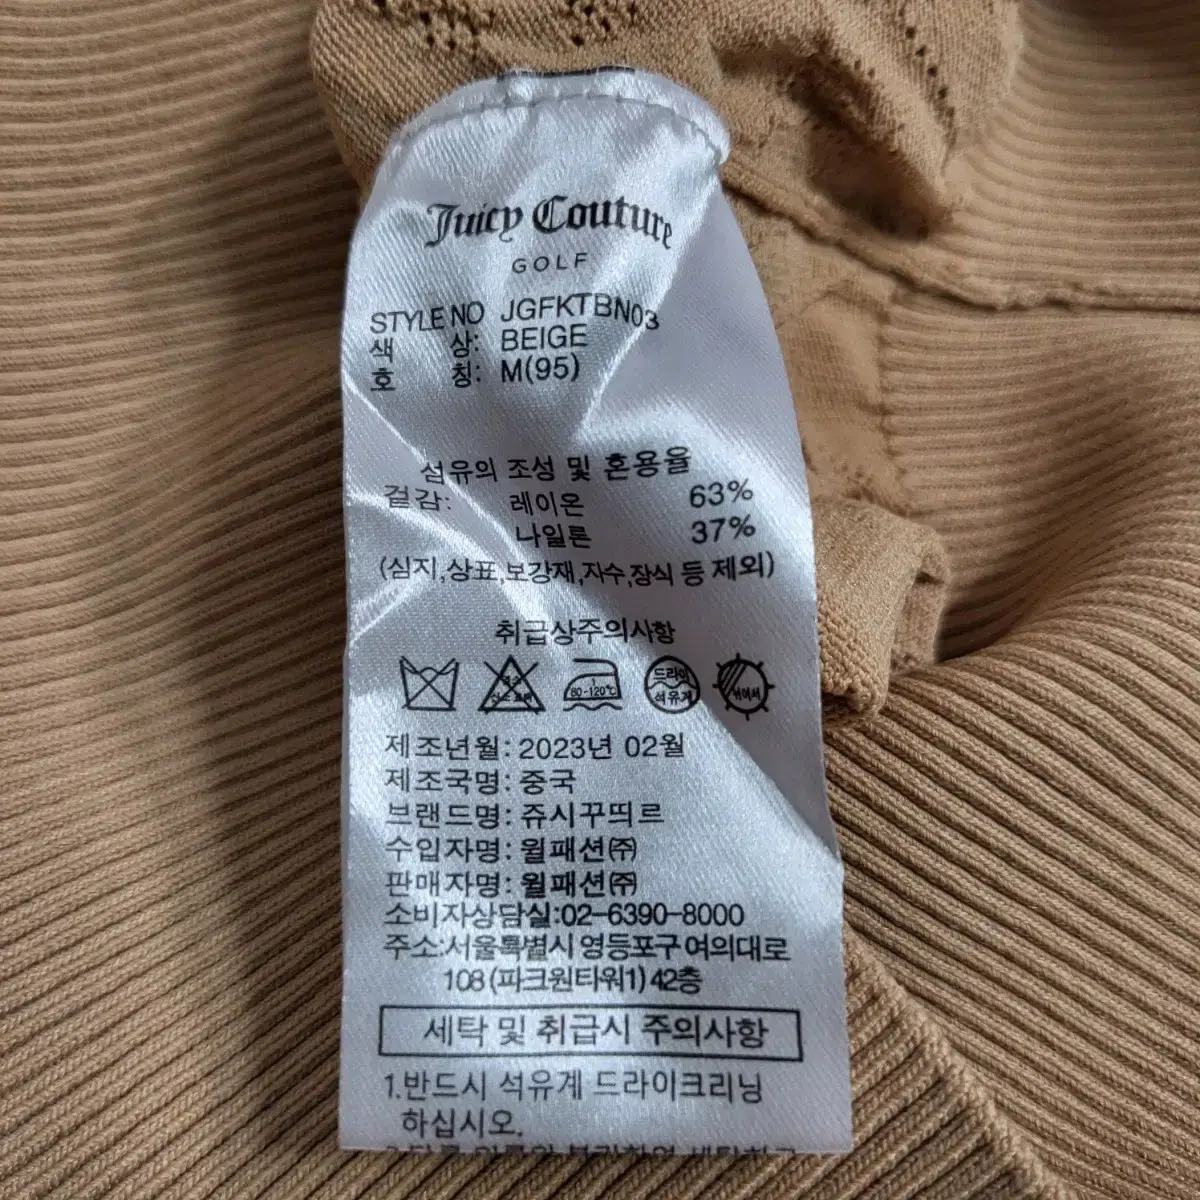 Juicy Couture
GOLF
STYLE NO JGFKTBN03
색 상: BEIGE
호 칭: M(95)
섬유의 조성 및 혼용율
겉감: 레이온 63%
나일론 37%
(심지,상표,보강재,자수,장식 등 제외)
취급상주의사항
80-120℃ 드라이 석유계 뉘어서
제조년월: 2023년 02월
제조국명: 중국
브랜드명: 쥬시꾸띄르
수입자명: 월패션㈜
판매자명: 월패션㈜
소비자상담실:02-6390-8000
주소:서울특별시 영등포구 여의대로
108 (파크원타워1) 42층
세탁 및 취급시 주의사항
1.반드시 석유계 드라이크리닝
하십시오.